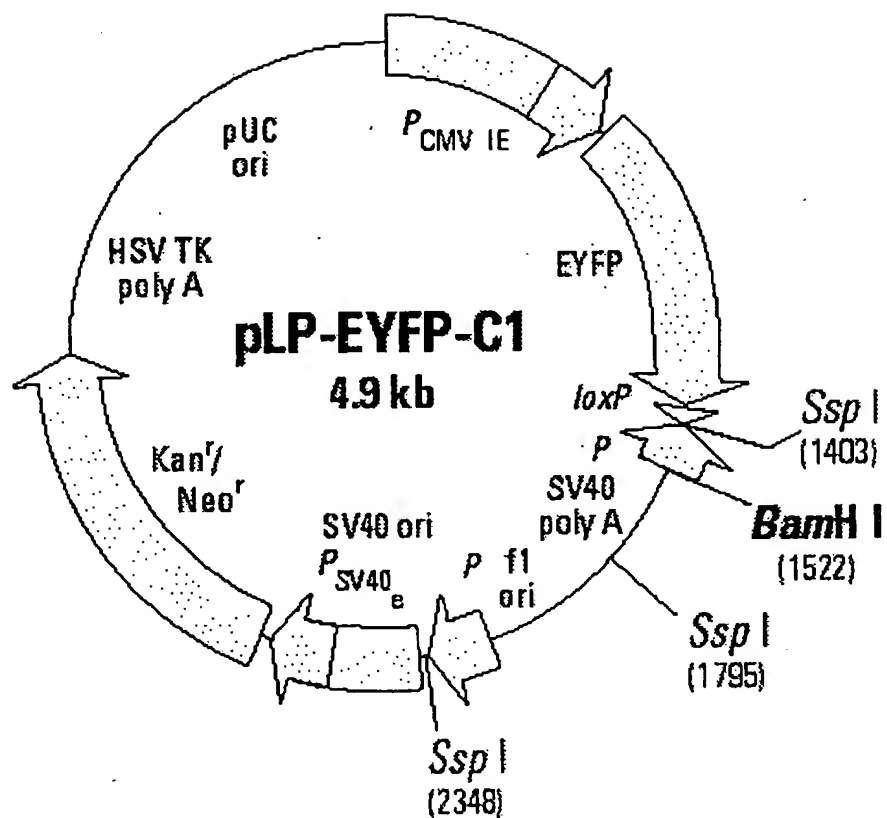 P CMV IE
pUC
ori
HSV TK
poly A
EYFP
pLP-EYFP-C1
4.9 kb
loxP
Ssp I
(1403)
P
Kanʳ/
Neoʳ
SV40
poly A
BamH I
(1522)
SV40 ori
P SV40 e
P f1
ori
Ssp I
(1795)
Ssp I
(2348)